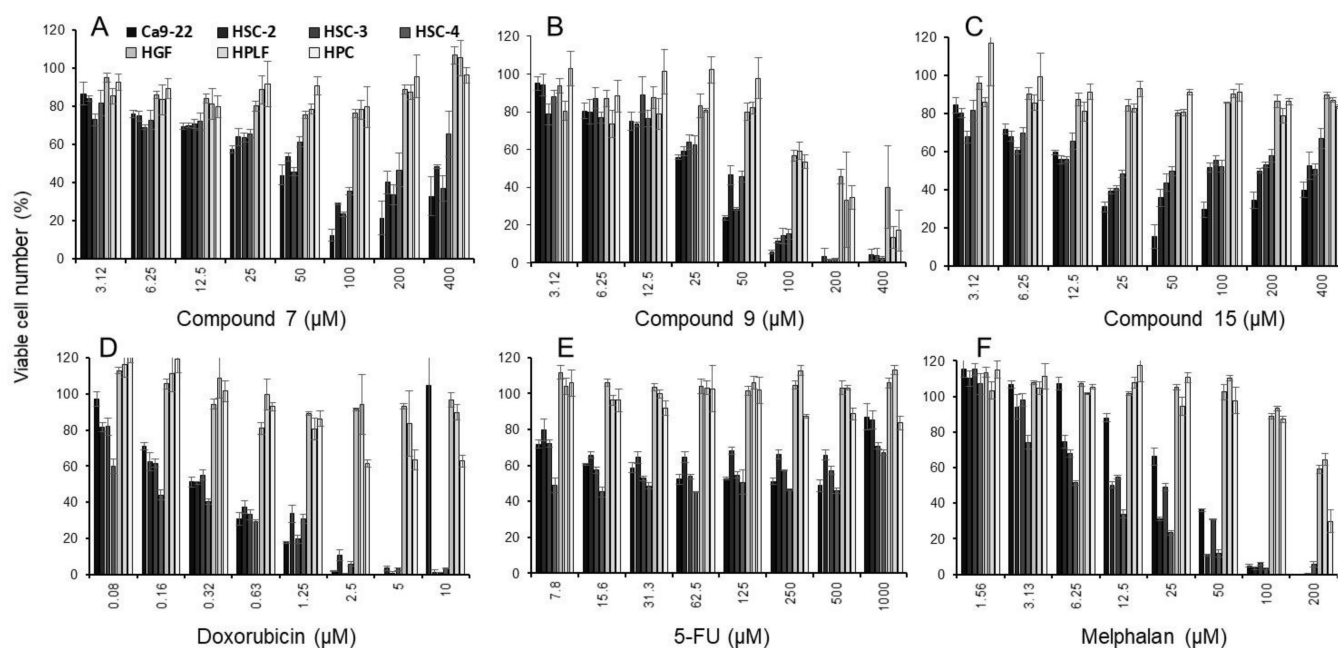 A B C
Ca9-22 HSC-2 HSC-3 HSC-4
HGF HPLF HPC
120 120 120
100 100 100
80 80 80
60 60 60
40 40 40
20 20 20
0 0 0
3.12 6.25 12.5 25 50 100 200 400
3.12 6.25 12.5 25 50 100 200 400
3.12 6.25 12.5 25 50 100 200 400
Compound 7 (µM) Compound 9 (µM) Compound 15 (µM)
Viable cell number (%)
D E F
120 120 120
100 100 100
80 80 80
60 60 60
40 40 40
20 20 20
0 0 0
0.08 0.16 0.32 0.63 1.25 2.5 5 10
7.8 15.6 31.3 62.5 125 250 500 1000
1.56 3.13 6.25 12.5 25 50 100 200
Doxorubicin (µM) 5-FU (µM) Melphalan (µM)